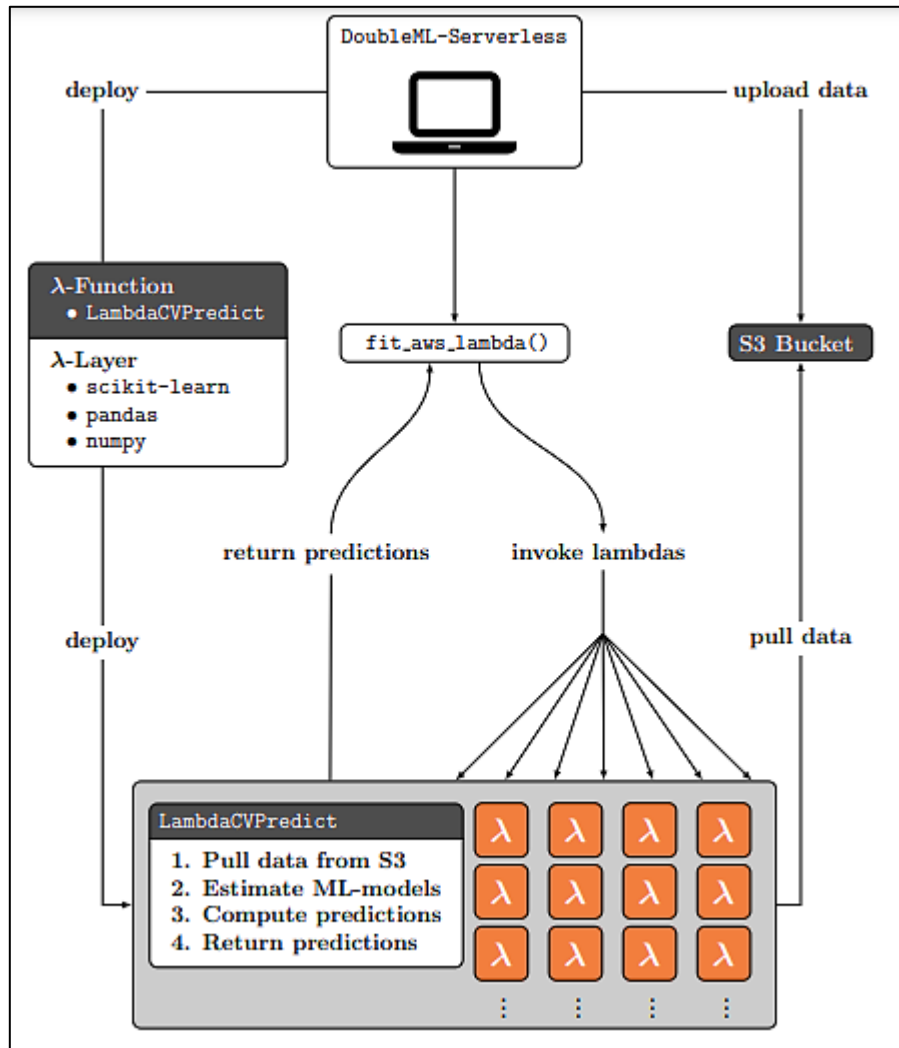 DoubleML-Serverless
deploy
upload data
λ-Function
• LambdaCVPredict
λ-Layer
• scikit-learn
• pandas
• numpy
fit_aws_lambda()
S3 Bucket
return predictions
invoke lambdas
deploy
pull data
LambdaCVPredict
1. Pull data from S3
2. Estimate ML-models
3. Compute predictions
4. Return predictions
λ λ λ λ
λ λ λ λ
λ λ λ λ
⋮ ⋮ ⋮ ⋮